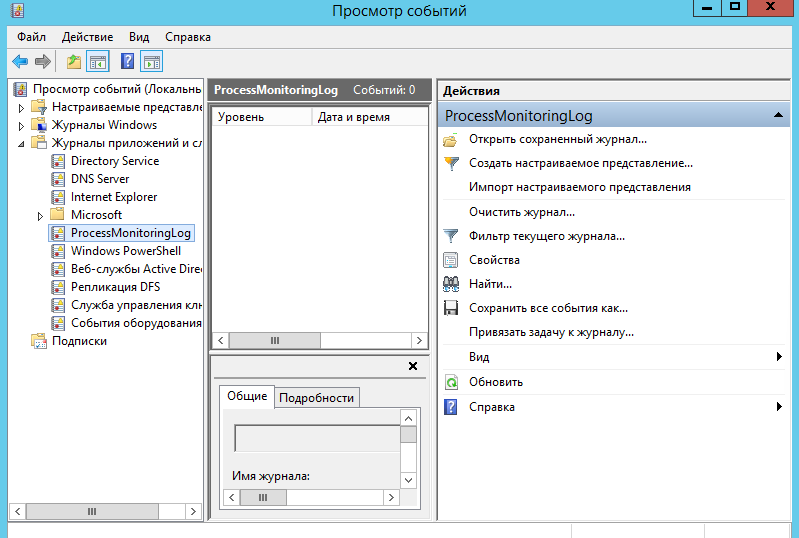 Просмотр событий
Файл Действие Вид Справка
Просмотр событий (Локальны
Настраиваемые представле
Журналы Windows
Журналы приложений и сл
Directory Service
DNS Server
Internet Explorer
Microsoft
ProcessMonitoringLog
Windows PowerShell
Веб-службы Active Direc
Репликация DFS
Служба управления клю
События оборудования
Подписки
ProcessMonitoringLog Событий: 0
Уровень Дата и время
Общие Подробности
Имя журнала:
Действия
ProcessMonitoringLog
Открыть сохраненный журнал...
Создать настраиваемое представление...
Импорт настраиваемого представления
Очистить журнал...
Фильтр текущего журнала...
Свойства
Найти...
Сохранить все события как...
Привязать задачу к журналу...
Вид
Обновить
Справка